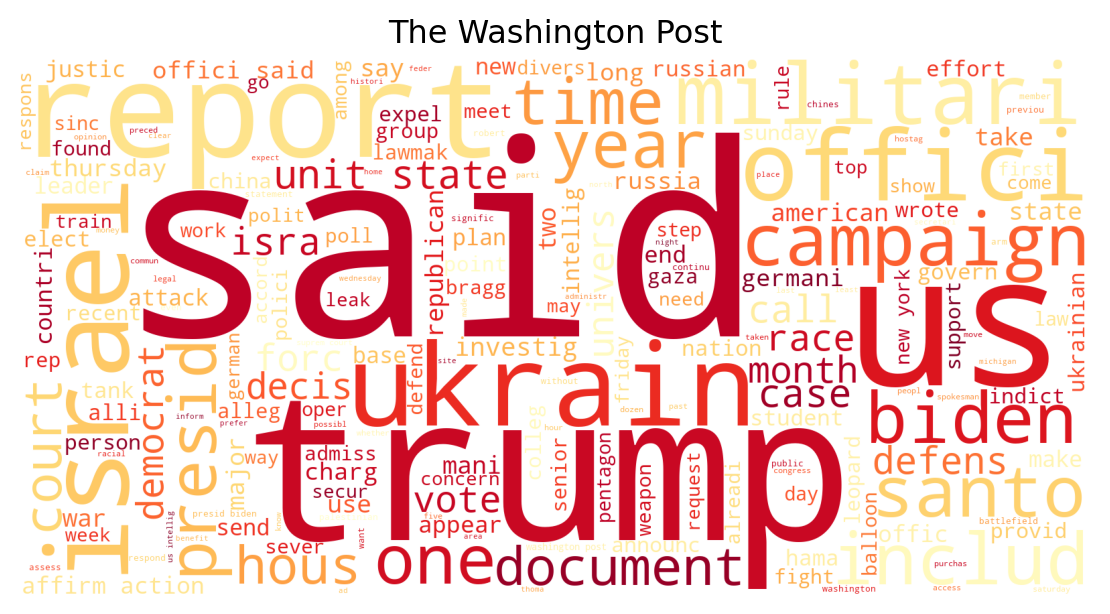 The Washington Post
justic
offici said
say
new
divers
long
russian
effort
respons
report
go
among
time
militari
rule
chines
member
previou
feder
histori
sinc
preced
opinion
clear
found
expel
group
meet
robert
sunday
hostag
take
claim
thursday
leader
china
unit state
lawmak
year
offici
top
first
come
expect
home
parti
place
show
israel
train
elect
polit
work
isra
poll
said
republican
signific
plan
two
intellig
russia
step
night
end
continu
gaza
need
american
wrote
state
campaign
arm
money
countri
commun
legal
attack
recent
accord
polici
wednesday
leak
point
bragg
administr
may
univers
germani
call
govern
law
us
ukrainian
new york
support
move
michigan
rep
tank
alli
person
racial
court
democrat
presid
german
forc
base
defend
site
investig
friday
nation
taken
race
month
case
student
peopl
spokesman
indict
biden
inform
prefer
decis
alleg
oper
possibl
ukrain
without
dozen
past
hour
colleg
major
way
trump
admiss
charg
secur
use
mani
concern
vote
appear
senior
pentagon
weapon
request
alreadi
public
congress
day
leopard
defens
make
santo
war
week
send
presid biden
benefit
us intellig
sever
know
want
five
area
washington post
announc
balloon
offic
battlefield
provid
assess
respond
affirm action
hous
one
document
thoma
ed
hama
fight
includ
washington
purchas
access
saturday